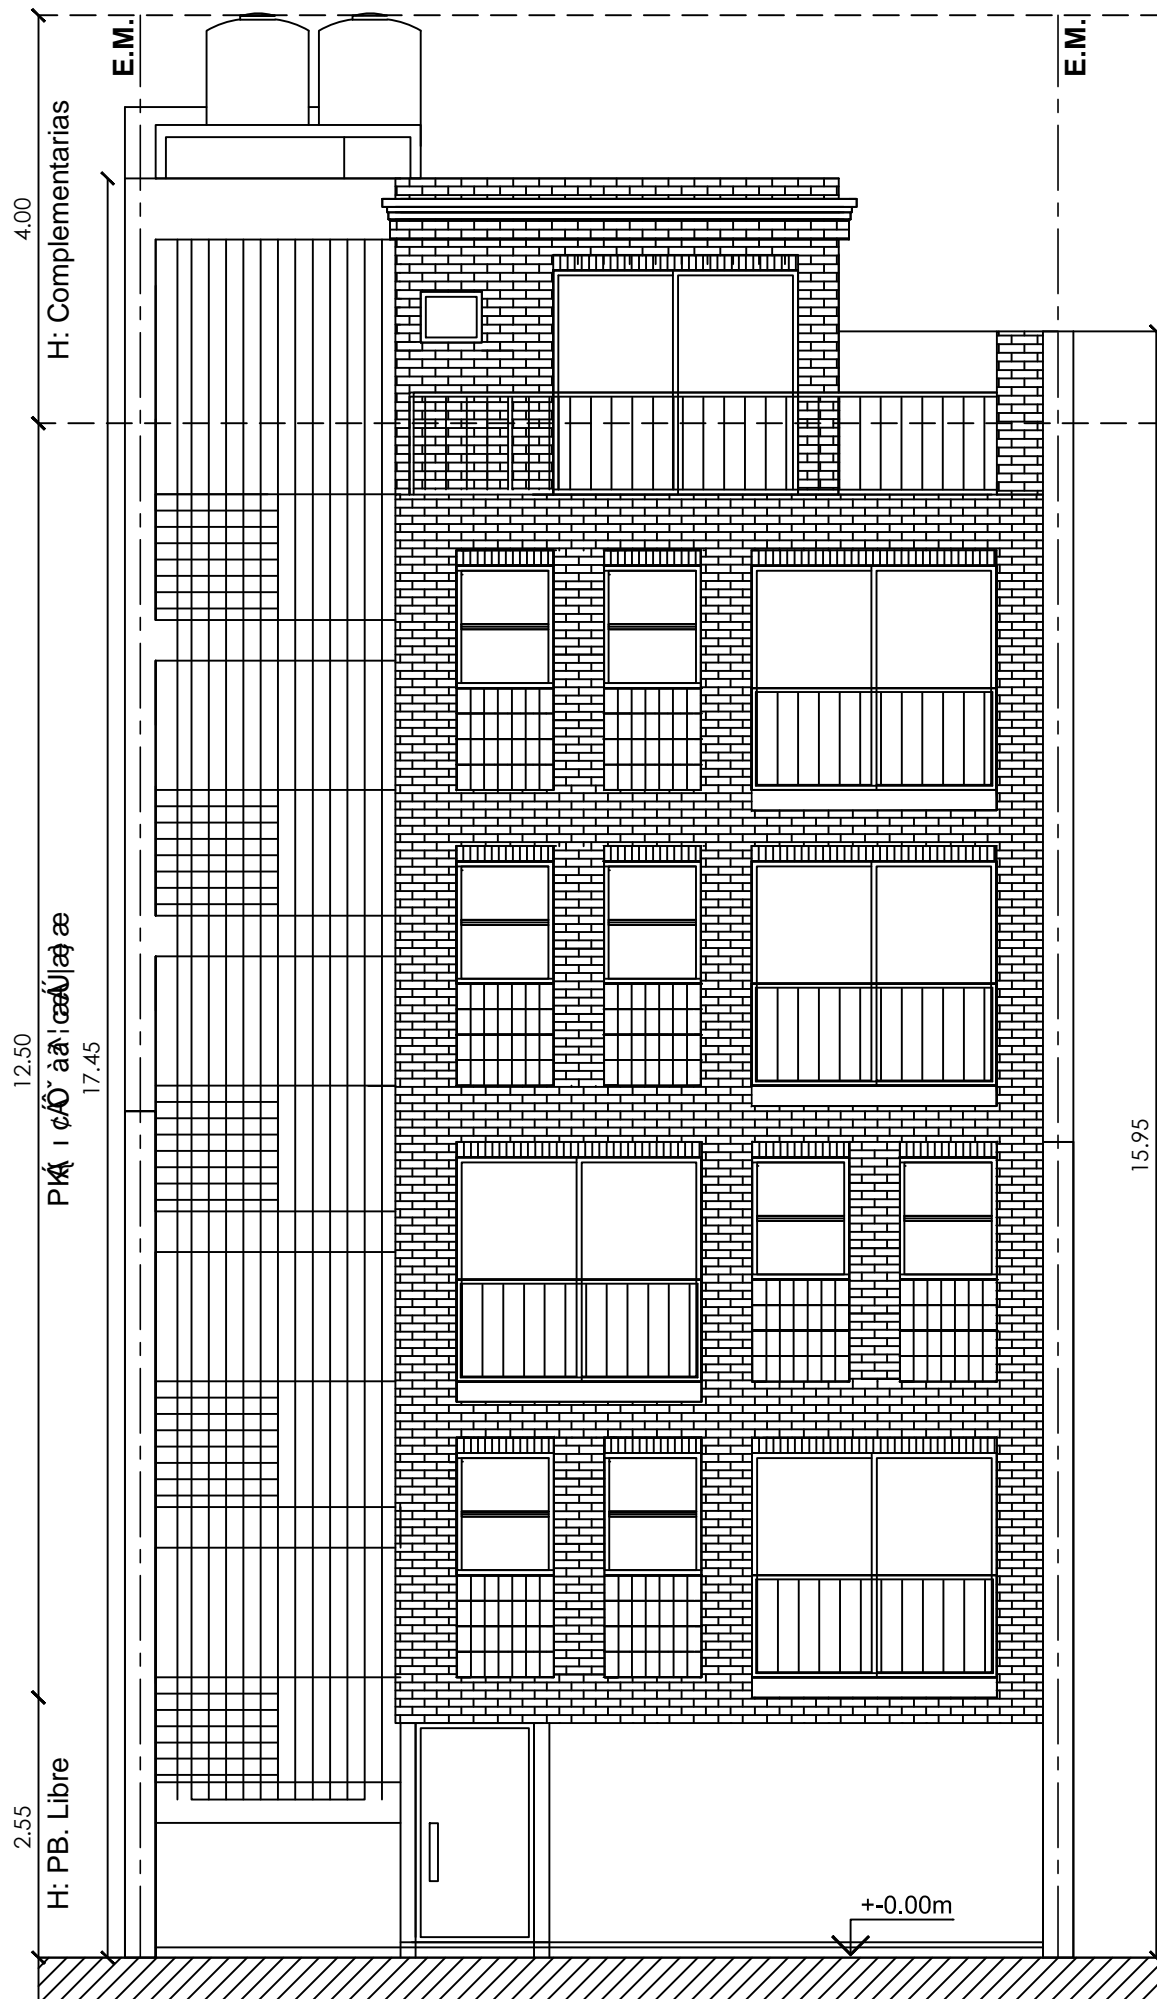 E.M.
E.M.
4.00
H: Complementarias
12.50
17.45
15.95
2.55
H: PB. Libre
+-0.00m